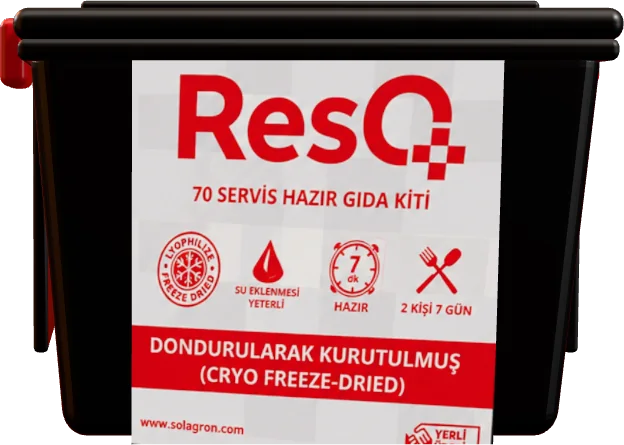 ResQ
70 SERVİS HAZIR GIDA KİTİ
LYOPHILIZE
FREEZE DRIED
SU EKLENMESİ
YETERLİ
7
dk
HAZIR
2 KİŞİ 7 GÜN
DONDURULARAK KURUTULMUŞ
(CRYO FREEZE-DRIED)
www.solagron.com
YERLİ